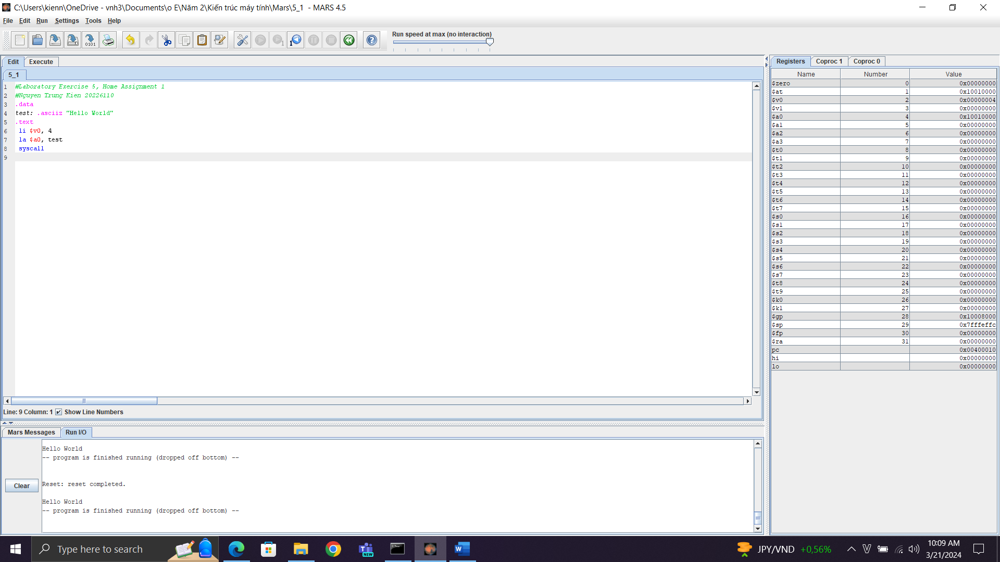 C:\Users\kienn\OneDrive - vnh3\Documents\o E\Năm 2\Kiến trúc máy tính\Mars\5_1 - MARS 4.5
File Edit Run Settings Tools Help
Run speed at max (no interaction)
Edit Execute
5_1
1 #Laboratory Exercise 5, Home Assignment 1
2 #Nguyen Trung Kien 20226110
3 .data
4 test: .asciiz "Hello World"
5 .text
6 li $v0, 4
7 la $a0, test
8 syscall
9
Line: 9 Column: 1 Show Line Numbers
Mars Messages Run I/O
Clear
Hello World
-- program is finished running (dropped off bottom) --
Reset: reset completed.
Hello World
-- program is finished running (dropped off bottom) --
Registers Coproc 1 Coproc 0
Name Number Value
$zero 0 0x00000000
$at 1 0x10010000
$v0 2 0x00000004
$v1 3 0x00000000
$a0 4 0x10010000
$a1 5 0x00000000
$a2 6 0x00000000
$a3 7 0x00000000
$t0 8 0x00000000
$t1 9 0x00000000
$t2 10 0x00000000
$t3 11 0x00000000
$t4 12 0x00000000
$t5 13 0x00000000
$t6 14 0x00000000
$t7 15 0x00000000
$s0 16 0x00000000
$s1 17 0x00000000
$s2 18 0x00000000
$s3 19 0x00000000
$s4 20 0x00000000
$s5 21 0x00000000
$s6 22 0x00000000
$s7 23 0x00000000
$t8 24 0x00000000
$t9 25 0x00000000
$k0 26 0x00000000
$k1 27 0x00000000
$gp 28 0x10008000
$sp 29 0x7fffeffc
$fp 30 0x00000000
$ra 31 0x00000000
pc 0x00400010
hi 0x00000000
lo 0x00000000
Type here to search
NEW
JPY/VND +0,56%
10:09 AM
3/21/2024